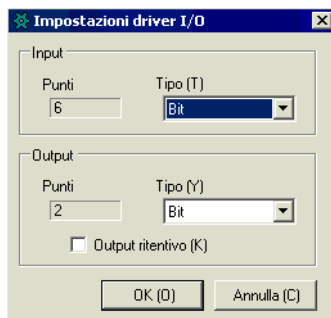 Impostazioni driver I/O
Input
Punti Tipo (T)
6 Bit
Output
Punti Tipo (Y)
2 Bit
Output ritentivo (K)
OK (O) Annulla (C)